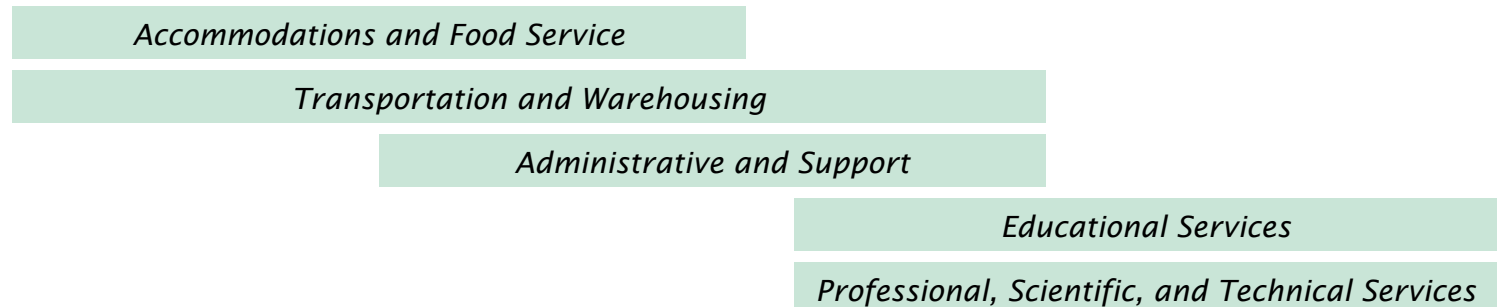 Accommodations and Food Service
Transportation and Warehousing
Administrative and Support
Educational Services
Professional, Scientific, and Technical Services